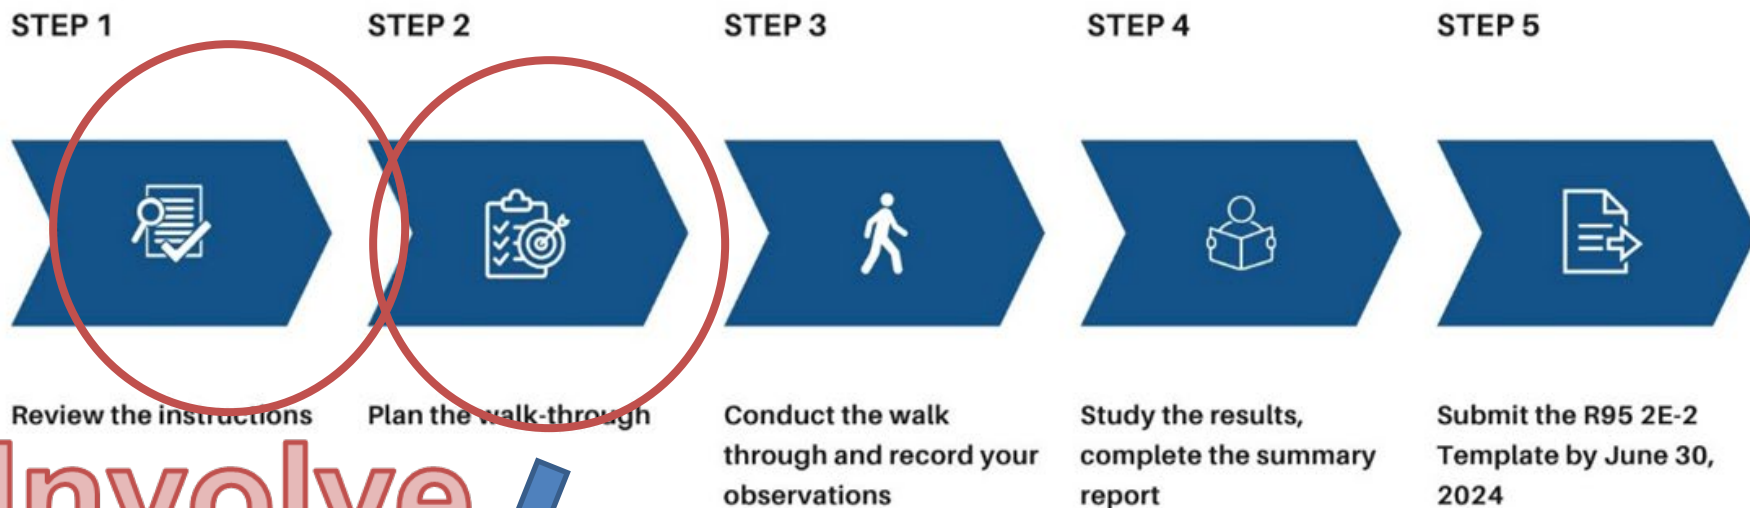 STEP 1
STEP 2
STEP 3
STEP 4
STEP 5
Review the instructions
Plan the walk-through
Conduct the walk
through and record your
observations
Study the results,
complete the summary
report
Submit the R95 2E-2
Template by June 30,
2024
Involve